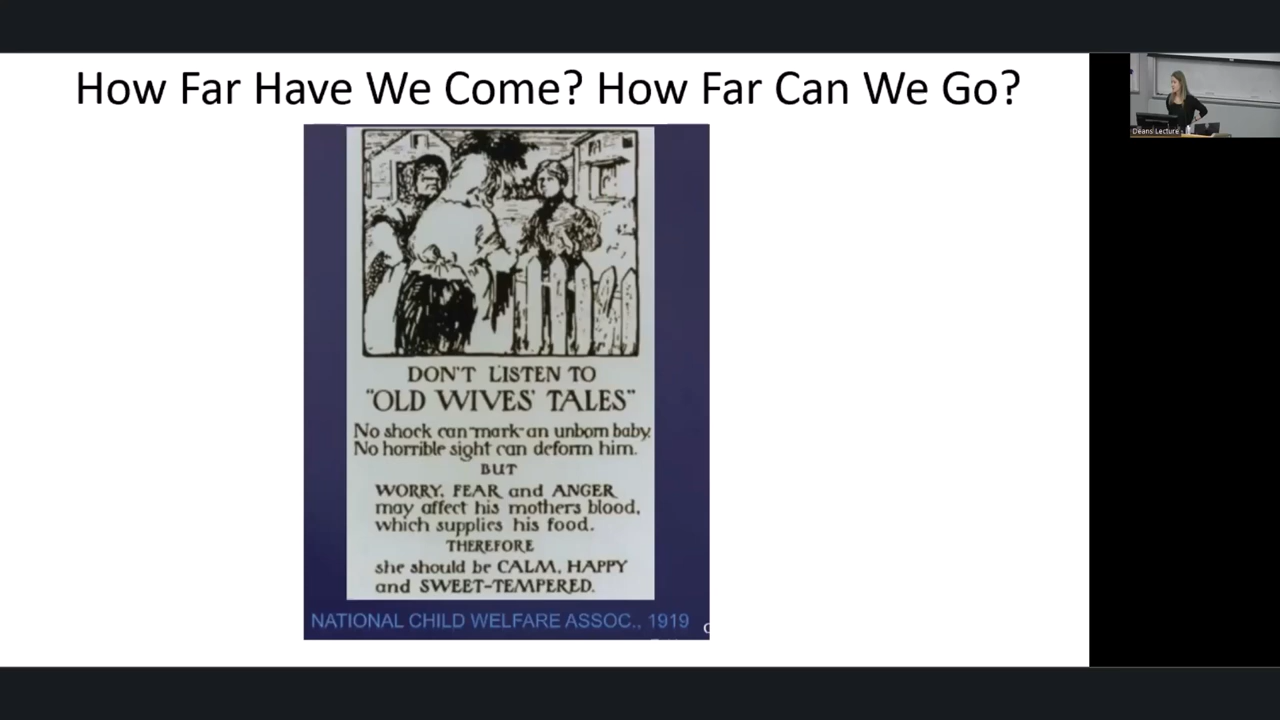 How Far Have We Come? How Far Can We Go?
DON'T LISTEN TO
"OLD WIVES' TALES"
No shock can mark an unborn baby.
No horrible sight can deform him.
BUT
WORRY, FEAR and ANGER
may affect his mothers blood,
which supplies his food.
THEREFORE
she should be CALM, HAPPY
and SWEET-TEMPERED.
NATIONAL CHILD WELFARE ASSOC., 1919
Deans Lecture